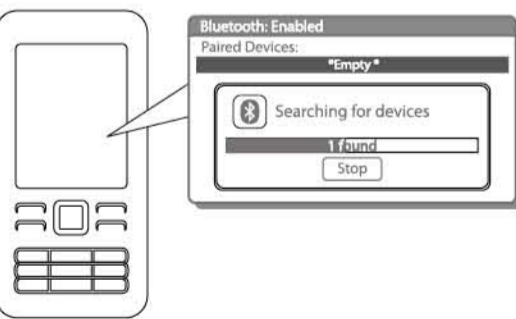 Bluetooth: Enabled
Paired Devices:
*Empty*
Searching for devices
1 found
Stop